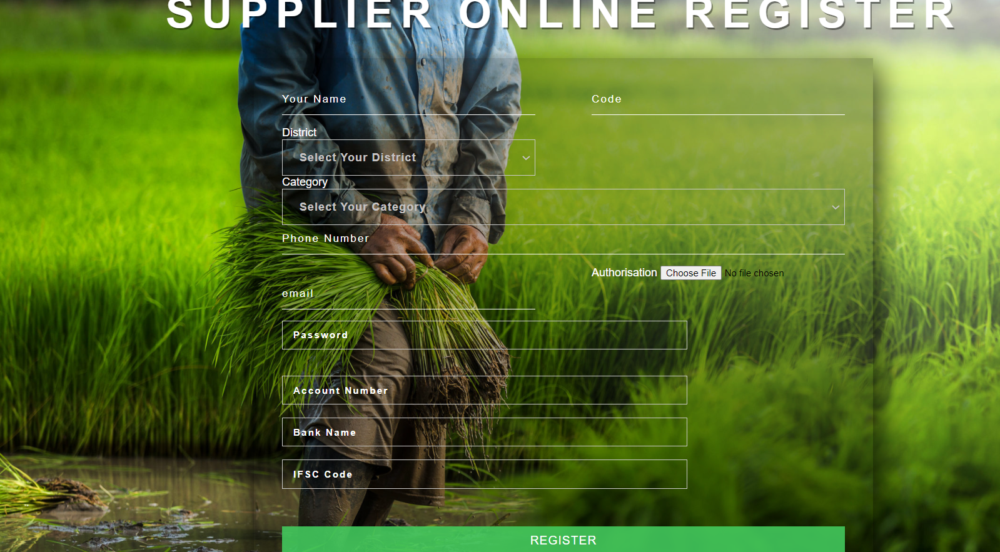 SUPPLIER ONLINE REGISTER
Your Name
Code
District
Select Your District
Category
Select Your Category
Phone Number
Authorisation Choose File No file chosen
email
Password
Account Number
Bank Name
IFSC Code
REGISTER